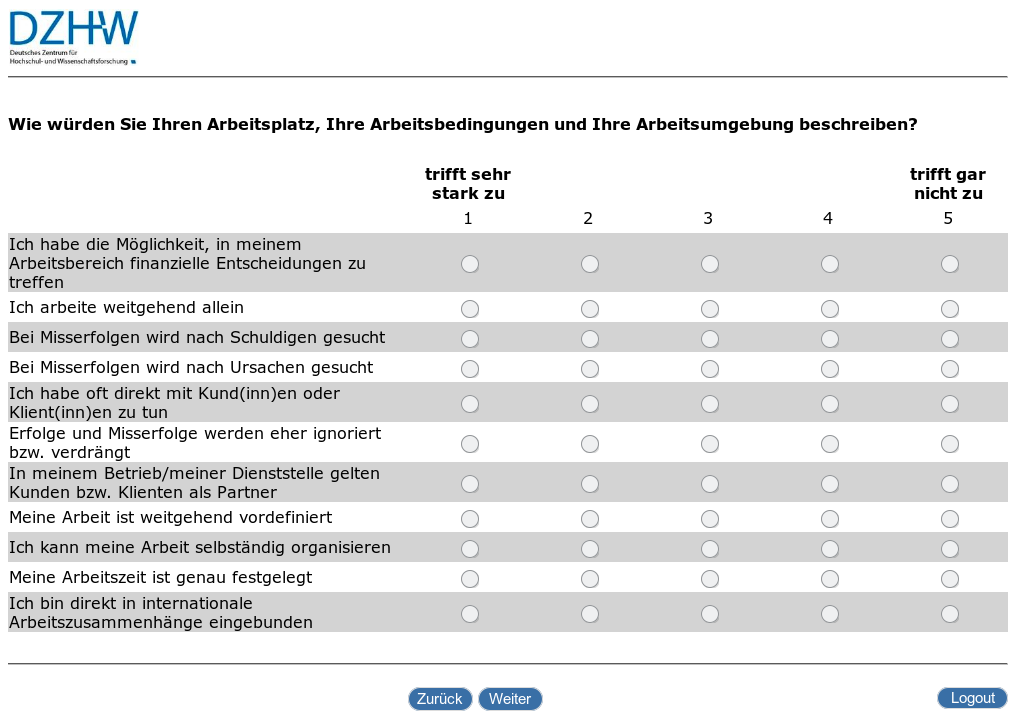 DZHW
Deutsches Zentrum für
Hochschul- und Wissenschaftsforschung
Wie würden Sie Ihren Arbeitsplatz, Ihre Arbeitsbedingungen und Ihre Arbeitsumgebung beschreiben?
trifft sehr
stark zu
trifft gar
nicht zu
1 2 3 4 5
Ich habe die Möglichkeit, in meinem
Arbeitsbereich finanzielle Entscheidungen zu
treffen
Ich arbeite weitgehend allein
Bei Misserfolgen wird nach Schuldigen gesucht
Bei Misserfolgen wird nach Ursachen gesucht
Ich habe oft direkt mit Kund(inn)en oder
Klient(inn)en zu tun
Erfolge und Misserfolge werden eher ignoriert
bzw. verdrängt
In meinem Betrieb/meiner Dienststelle gelten
Kunden bzw. Klienten als Partner
Meine Arbeit ist weitgehend vordefiniert
Ich kann meine Arbeit selbständig organisieren
Meine Arbeitszeit ist genau festgelegt
Ich bin direkt in internationale
Arbeitszusammenhänge eingebunden
Zurück Weiter Logout